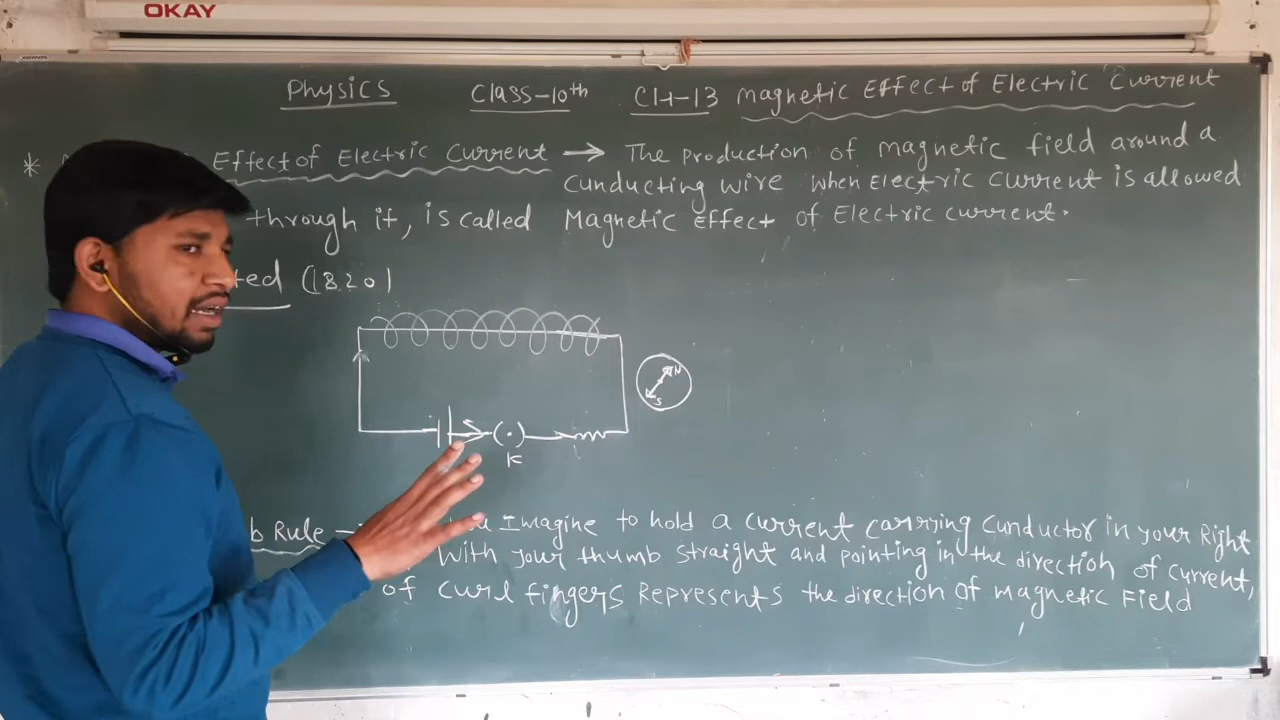 OKAY
Physics Class-10th CH-13 Magnetic Effect of Electric Current
* Effect of Electric Current → The Production of magnetic field around a
Cunducting wire when Electric Current is allowed
through it, is called Magnetic Effect of Electric current.
ted (1820)
N
S
K
b Rule - Imagine to hold a current carrying Cunductor in your Right
With your thumb straight and pointing in the direction of current,
of curl fingers Represents the direction of magnetic Field